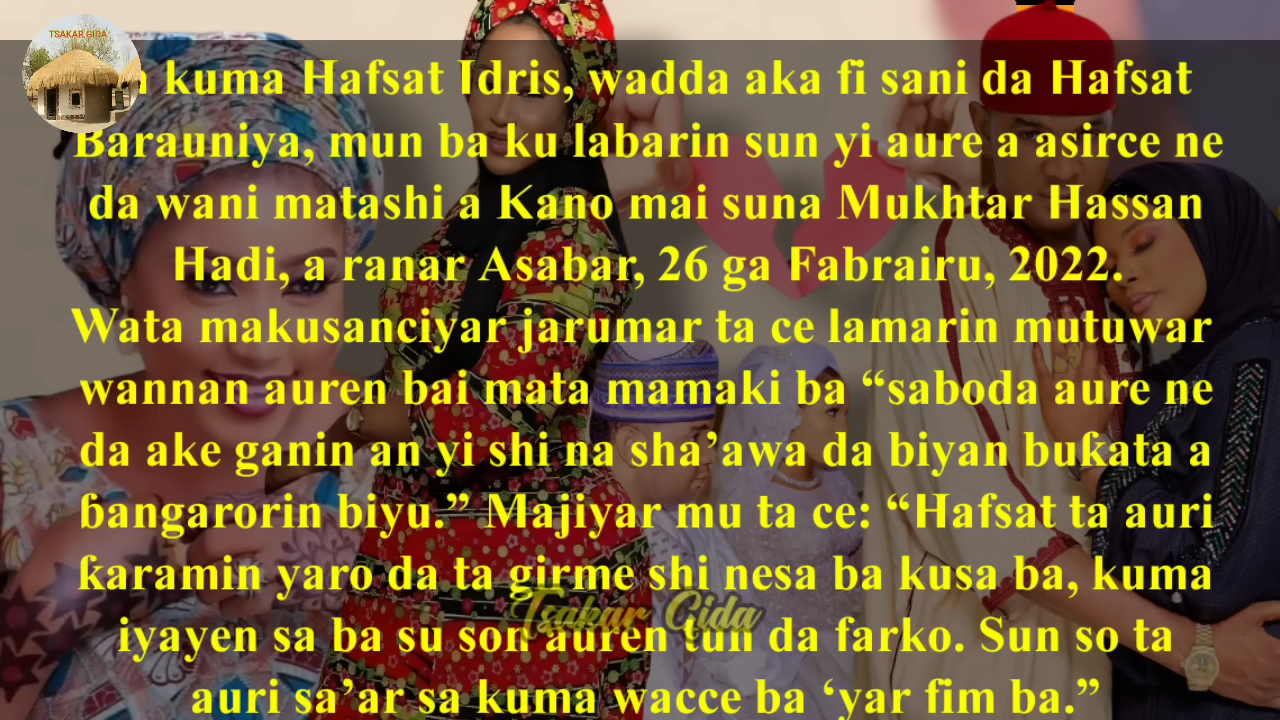 TSAKAR GIDA
kuma Hafsat Idris, wadda aka fi sani da Hafsat
Barauniya, mun ba ku labarin sun yi aure a asirce ne
da wani matashi a Kano mai suna Mukhtar Hassan
Hadi, a ranar Asabar, 26 ga Fabrairu, 2022.
Wata makusanciyar jarumar ta ce lamarin mutuwar
wannan auren bai mata mamaki ba “saboda aure ne
da ake ganin an yi shi na sha’awa da biyan buƙata a
ɓangarorin biyu.” Majiyar mu ta ce: “Hafsat ta auri
ƙaramin yaro da ta girme shi nesa ba kusa ba, kuma
iyayen sa ba su son auren tun da farko. Sun so ta
auri sa’ar sa kuma wacce ba ‘yar fim ba.”
Tsakar Gida